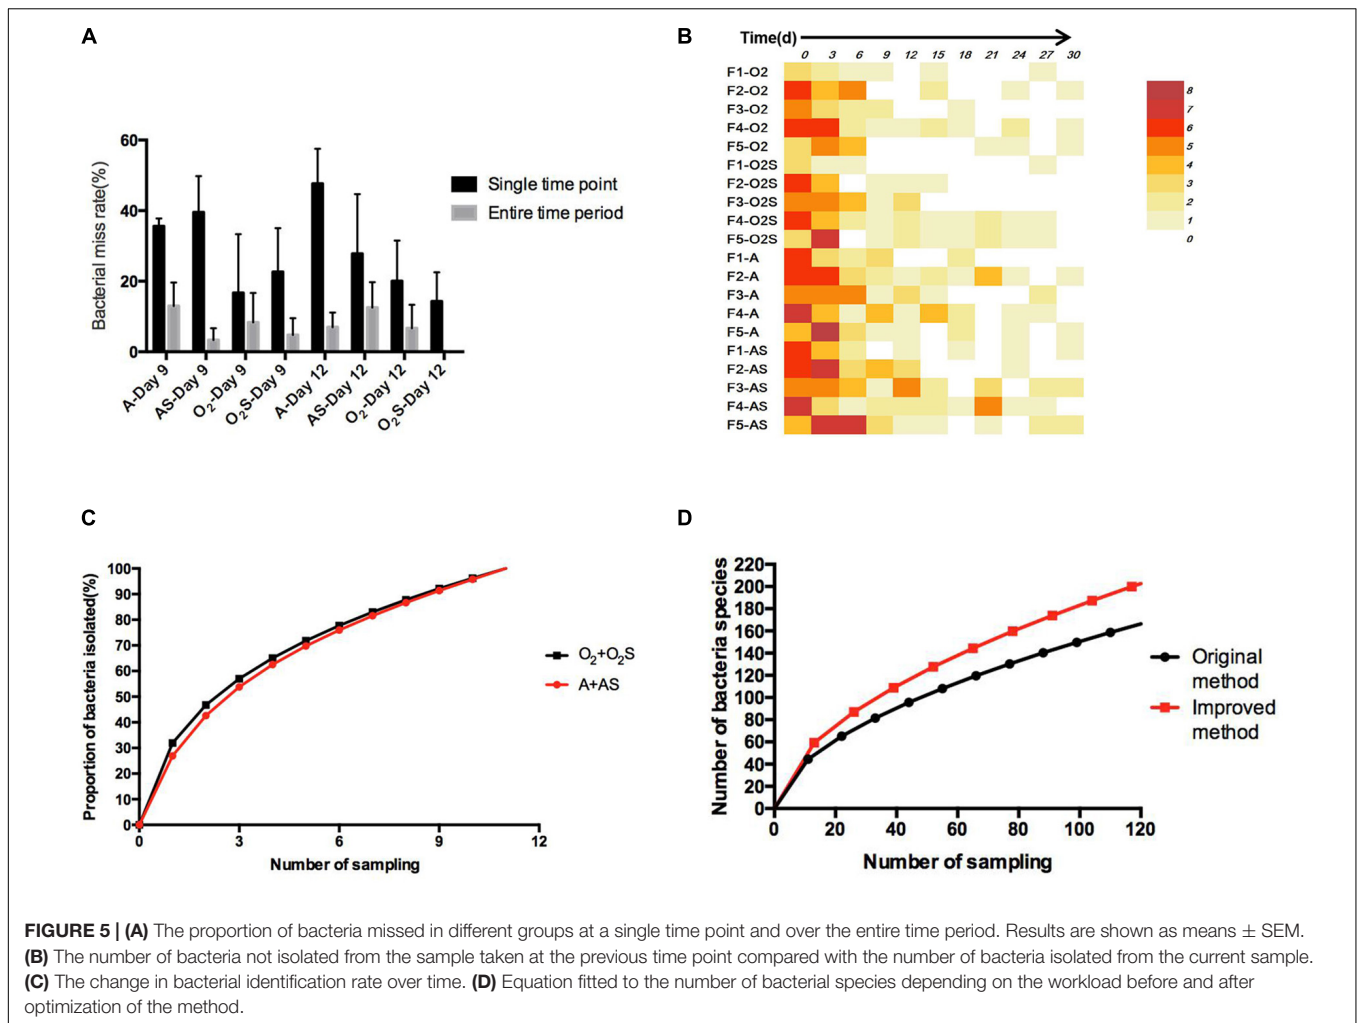 A
Bacterial miss rate(%)
60
40
20
0
A-Day 9
AS-Day 9
O₂-Day 9
O₂S-Day 9
A-Day 12
AS-Day 12
O₂-Day 12
O₂S-Day 12
Single time point
Entire time period
B
Time(d)
0 3 6 9 12 15 18 21 24 27 30
F1-O2
F2-O2
F3-O2
F4-O2
F5-O2
F1-O2S
F2-O2S
F3-O2S
F4-O2S
F5-O2S
F1-A
F2-A
F3-A
F4-A
F5-A
F1-AS
F2-AS
F3-AS
F4-AS
F5-AS
8
7
6
5
4
3
2
1
0
C
Proportion of bacteria isolated(%)
100
90
80
70
60
50
40
30
20
10
0
0 3 6 9 12
Number of sampling
O₂+O₂S
A+AS
D
Number of bacteria species
220
200
180
160
140
120
100
80
60
40
20
0
0 20 40 60 80 100 120
Number of sampling
Original
method
Improved
method
FIGURE 5 | (A) The proportion of bacteria missed in different groups at a single time point and over the entire time period. Results are shown as means ± SEM.
(B) The number of bacteria not isolated from the sample taken at the previous time point compared with the number of bacteria isolated from the current sample.
(C) The change in bacterial identification rate over time. (D) Equation fitted to the number of bacterial species depending on the workload before and after
optimization of the method.